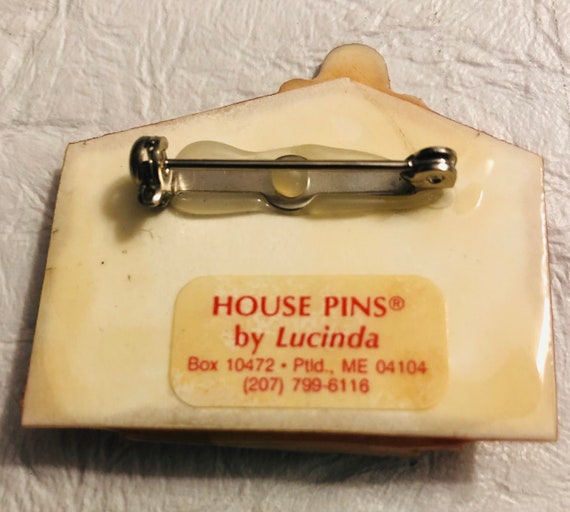 HOUSE PINS®
by Lucinda
Box 10472 • Ptld., ME 04104
(207) 799-6116